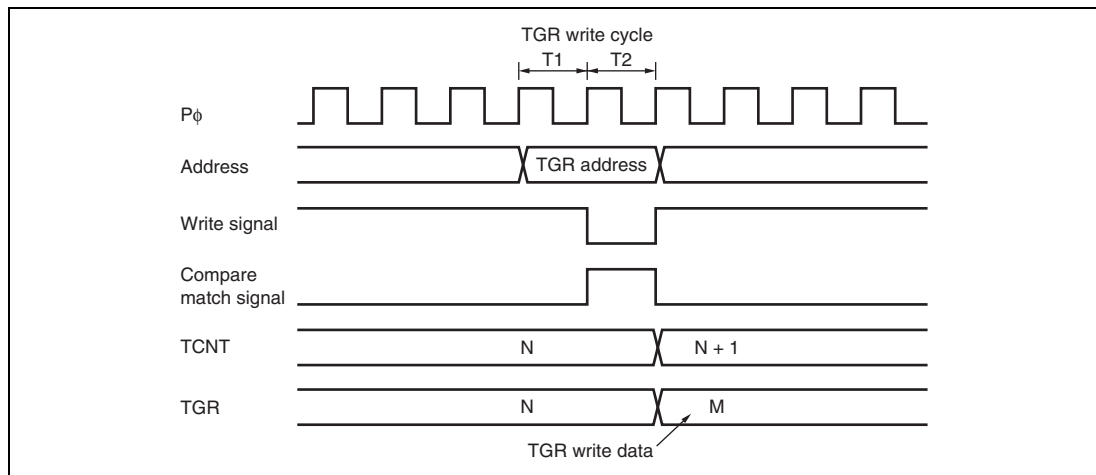 TGR write cycle
T1 T2
Pϕ
Address
TGR address
Write signal
Compare
match signal
TCNT
N
N + 1
TGR
N
M
TGR write data